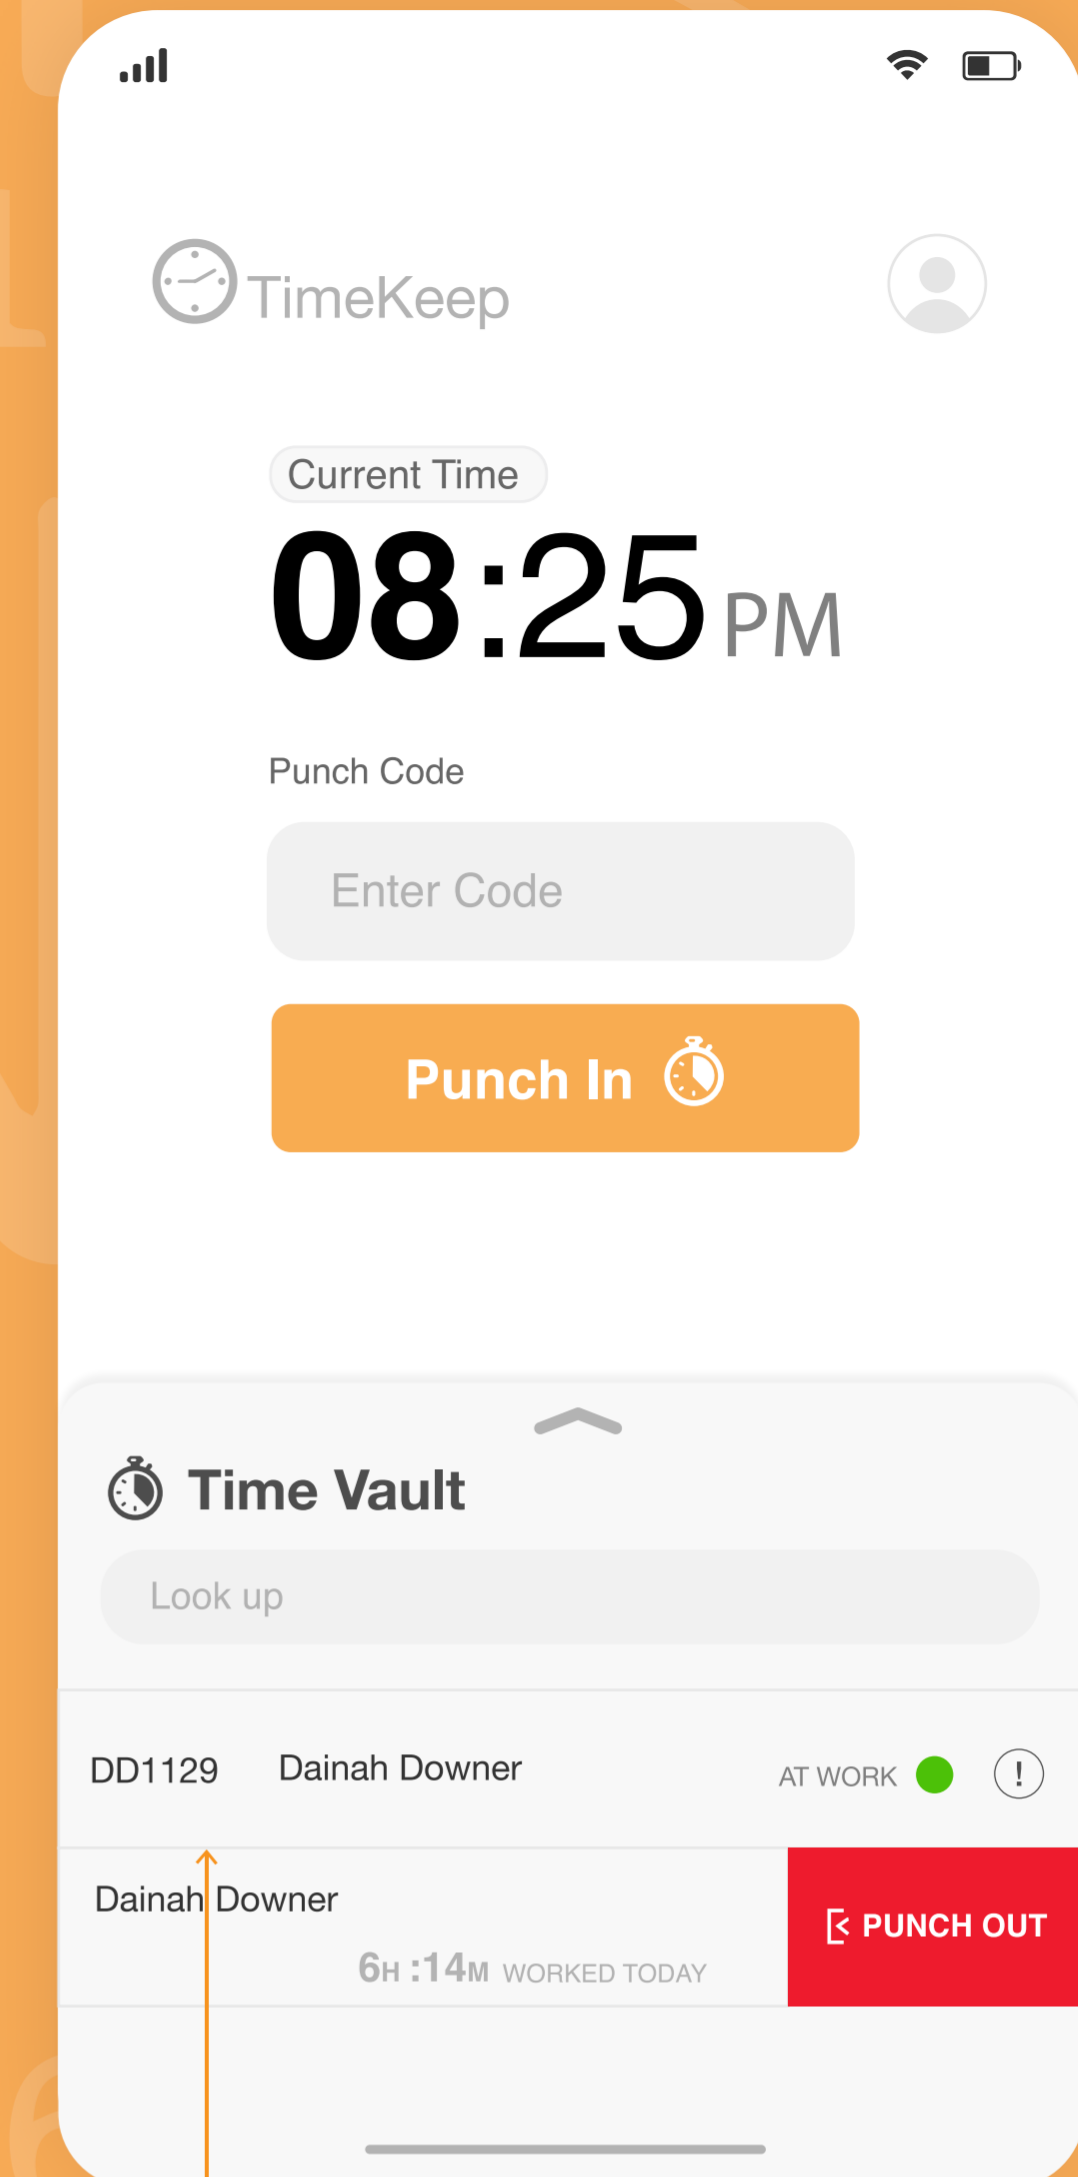 TimeKeep
Current Time
08:25 PM
Punch Code
Enter Code
Punch In
Time Vault
Look up
DD1129 Dainah Downer AT WORK !
Dainah Downer
PUNCH OUT
6H :14M WORKED TODAY